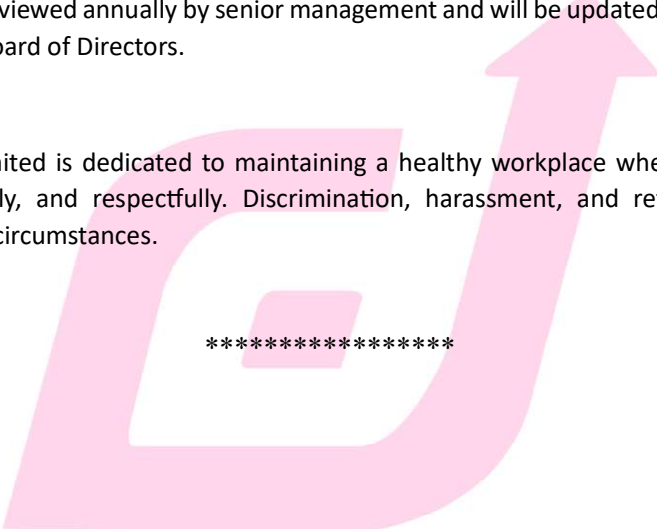 viewed annually by senior management and will be updated
oard of Directors.
ited is dedicated to maintaining a healthy workplace whe
ly, and respectfully. Discrimination, harassment, and re
circumstances.
*****************